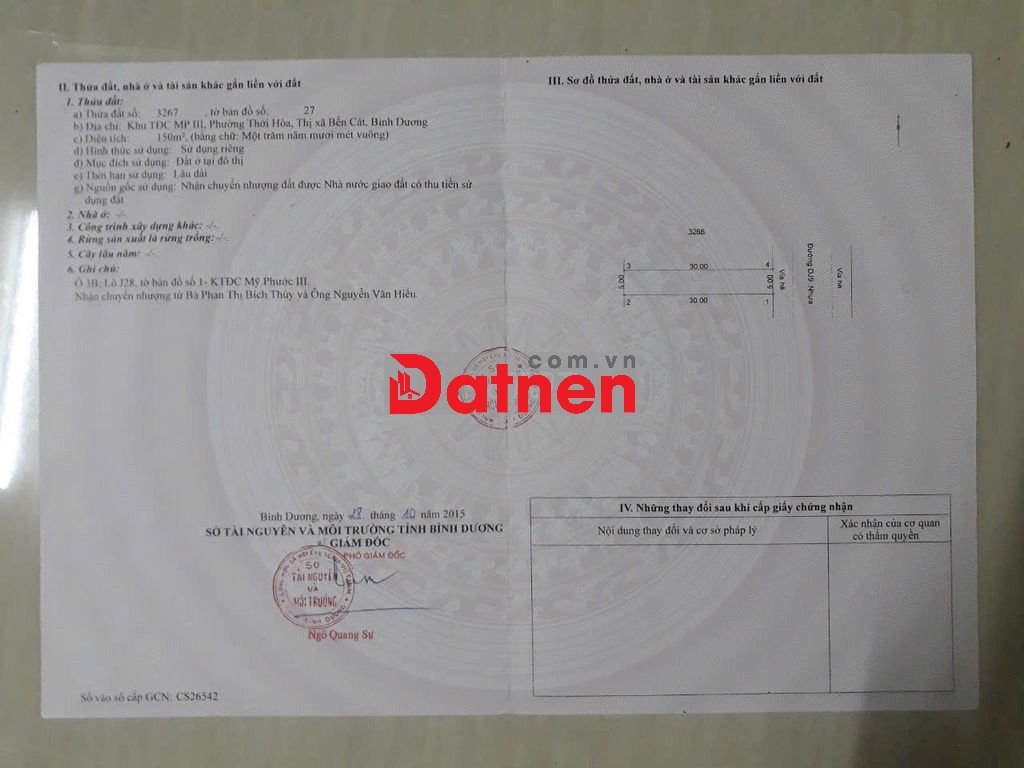 II. Thửa đất, nhà ở và tài sản khác gắn liền với đất
1. Thửa đất:
a) Thửa đất số: 3267 , tờ bản đồ số: 27
b) Địa chỉ: Khu TĐC MP III, Phường Thới Hòa, Thị xã Bến Cát, Bình Dương
c) Diện tích: 150m², (bằng chữ: Một trăm năm mươi mét vuông)
d) Hình thức sử dụng: Sử dụng riêng
đ) Mục đích sử dụng: Đất ở tại đô thị
e) Thời hạn sử dụng: Lâu dài
g) Nguồn gốc sử dụng: Nhận chuyển nhượng đất được Nhà nước giao đất có thu tiền sử
dụng đất
2. Nhà ở: -/-
3. Công trình xây dựng khác: -/-.
4. Rừng sản xuất là rừng trồng: -/-.
5. Cây lâu năm: -/-.
6. Ghi chú:
Ô 3B; Lô J28, tờ bản đồ số 1- KTĐC Mỹ Phước III.
Nhận chuyển nhượng từ Bà Phan Thị Bích Thủy và Ông Nguyễn Văn Hiếu.
Bình Dương, ngày 28 tháng 10 năm 2015
SỞ TÀI NGUYÊN VÀ MÔI TRƯỜNG TỈNH BÌNH DƯƠNG
GIÁM ĐỐC
PHÓ GIÁM ĐỐC
SỞ
TÀI NGUYÊN
VÀ
MÔI TRƯỜNG
Ngô Quang Sự
Số vào sổ cấp GCN: CS26542
.com.vn
Datnen
III. Sơ đồ thửa đất, nhà ở và tài sản khác gắn liền với đất
3266
3 30.00 4
5.00
5.00
2 30.00 1
Vỉa hè
Đường DJ9 Nhựa
Vỉa hè
IV. Những thay đổi sau khi cấp giấy chứng nhận
Nội dung thay đổi và cơ sở pháp lý
Xác nhận của cơ quan
có thẩm quyền